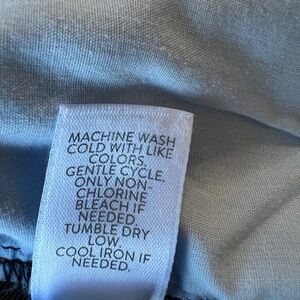 MACHINE WASH
COLD WITH LIKE
COLORS.
GENTLE CYCLE.
ONLY NON-
CHLORINE
BLEACH IF
NEEDED.
TUMBLE DRY
LOW.
COOL IRON IF
NEEDED.